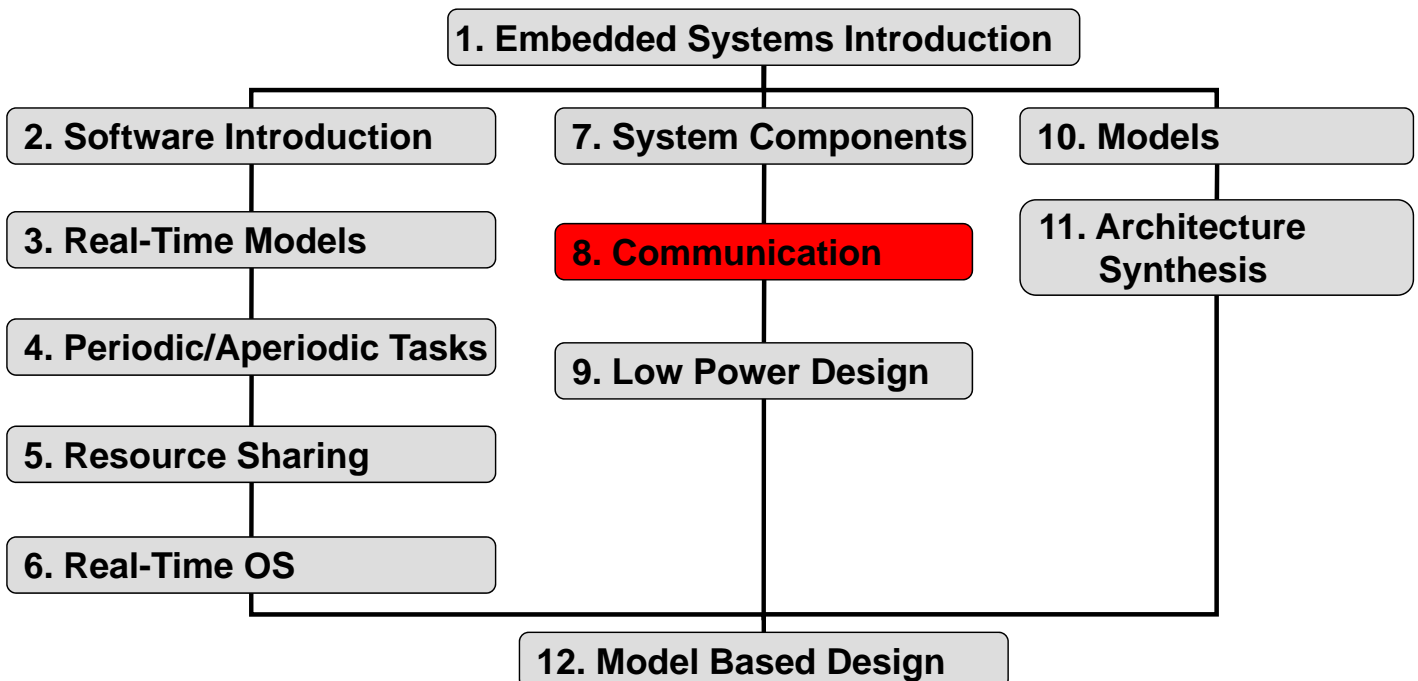 1. Embedded Systems Introduction
2. Software Introduction
7. System Components
10. Models
3. Real-Time Models
8. Communication
11. Architecture
Synthesis
4. Periodic/Aperiodic Tasks
9. Low Power Design
5. Resource Sharing
6. Real-Time OS
12. Model Based Design